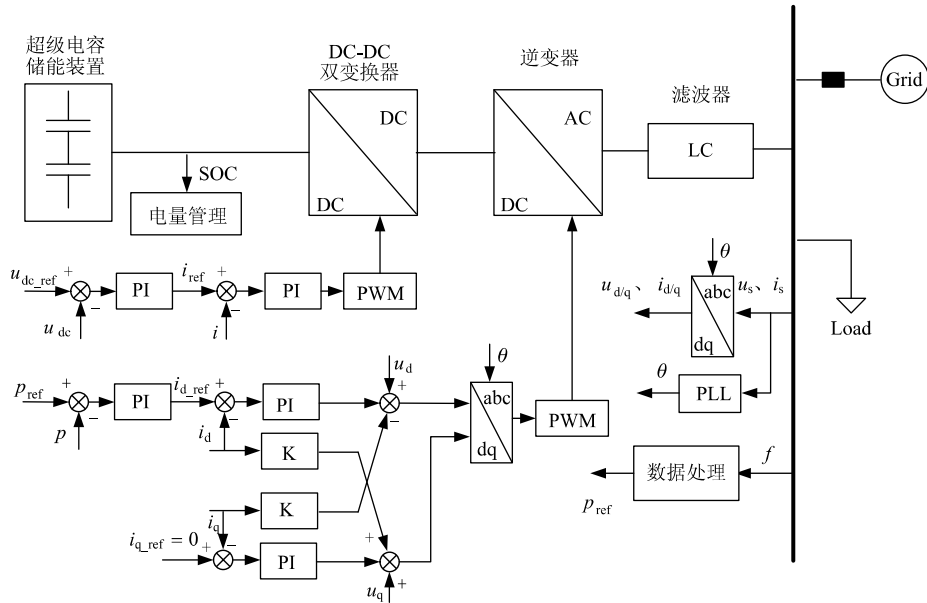 超级电容
储能装置
DC-DC
双变换器
逆变器
滤波器
Grid
DC
DC
AC
DC
LC
SOC
电量管理
u_dc_ref
+
−
PI
i_ref
+
−
PI
PWM
u_dc
i
θ
u_d/q、i_d/q
abc
dq
u_s、i_s
Load
θ
PLL
数据处理
f
p_ref
p_ref
+
−
PI
i_d_ref
+
−
PI
u_d
+
−
θ
abc
dq
PWM
p
i_d
K
K
i_q
i_q_ref=0
+
−
PI
+
+
u_q